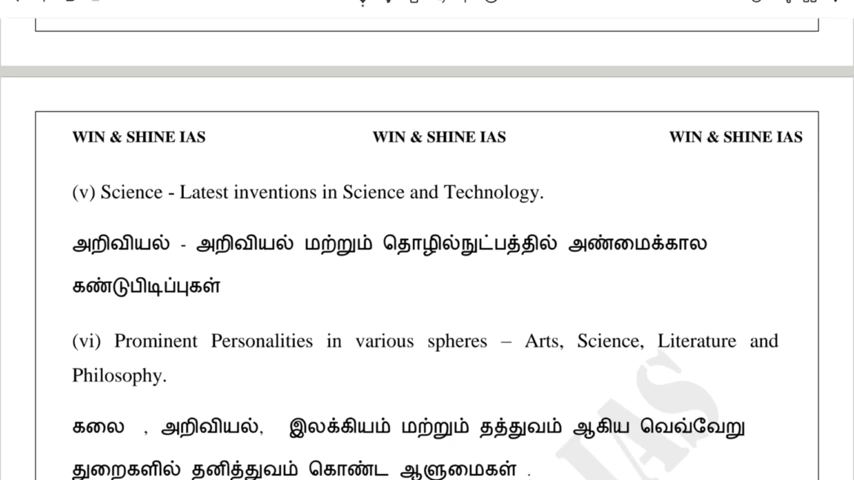 WIN & SHINE IAS WIN & SHINE IAS WIN & SHINE IAS
(v) Science - Latest inventions in Science and Technology.
அறிவியல் - அறிவியல் மற்றும் தொழில்நுட்பத்தில் அண்மைக்கால
கண்டுபிடிப்புகள்
(vi) Prominent Personalities in various spheres – Arts, Science, Literature and
Philosophy.
கலை , அறிவியல், இலக்கியம் மற்றும் தத்துவம் ஆகிய வெவ்வேறு
துறைகளில் தனித்துவம் கொண்ட ஆளுமைகள் .
IAS